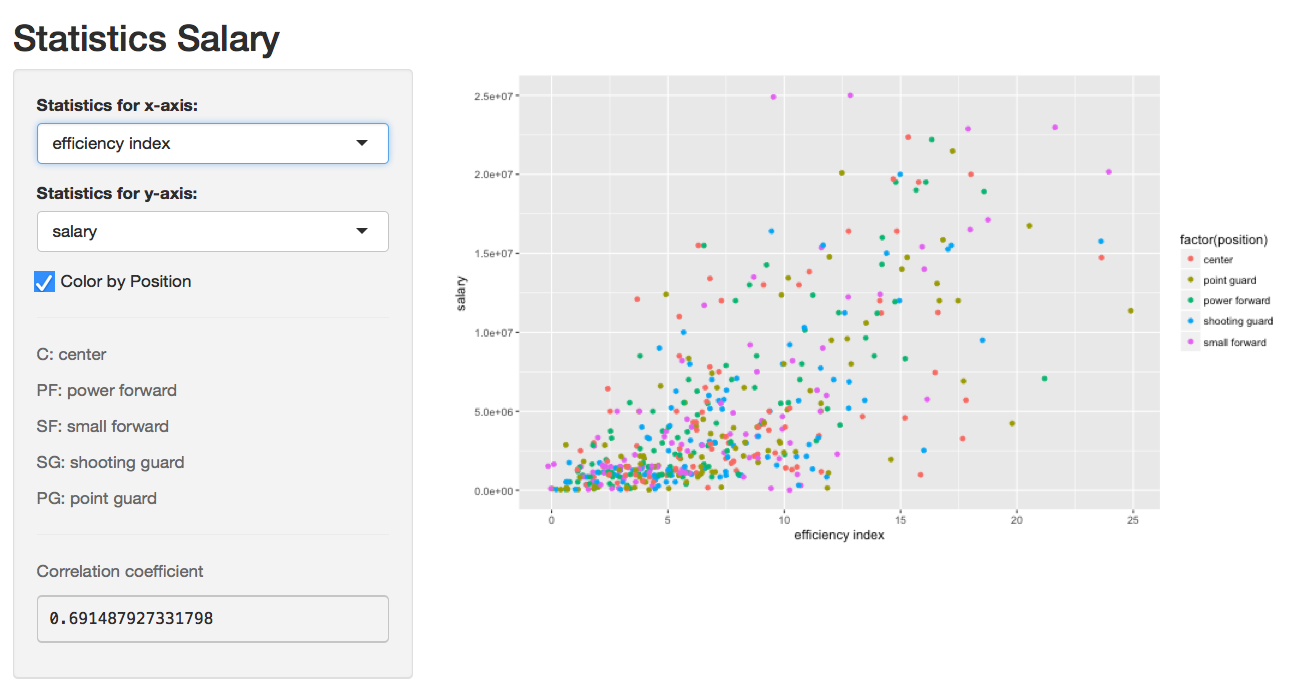 Statistics Salary
Statistics for x-axis:
efficiency index
Statistics for y-axis:
salary
Color by Position
C: center
PF: power forward
SF: small forward
SG: shooting guard
PG: point guard
Correlation coefficient
0.691487927331798
salary
2.5e+07
2.0e+07
1.5e+07
1.0e+07
5.0e+06
0.0e+00
0 5 10 15 20 25
efficiency index
factor(position)
center
point guard
power forward
shooting guard
small forward